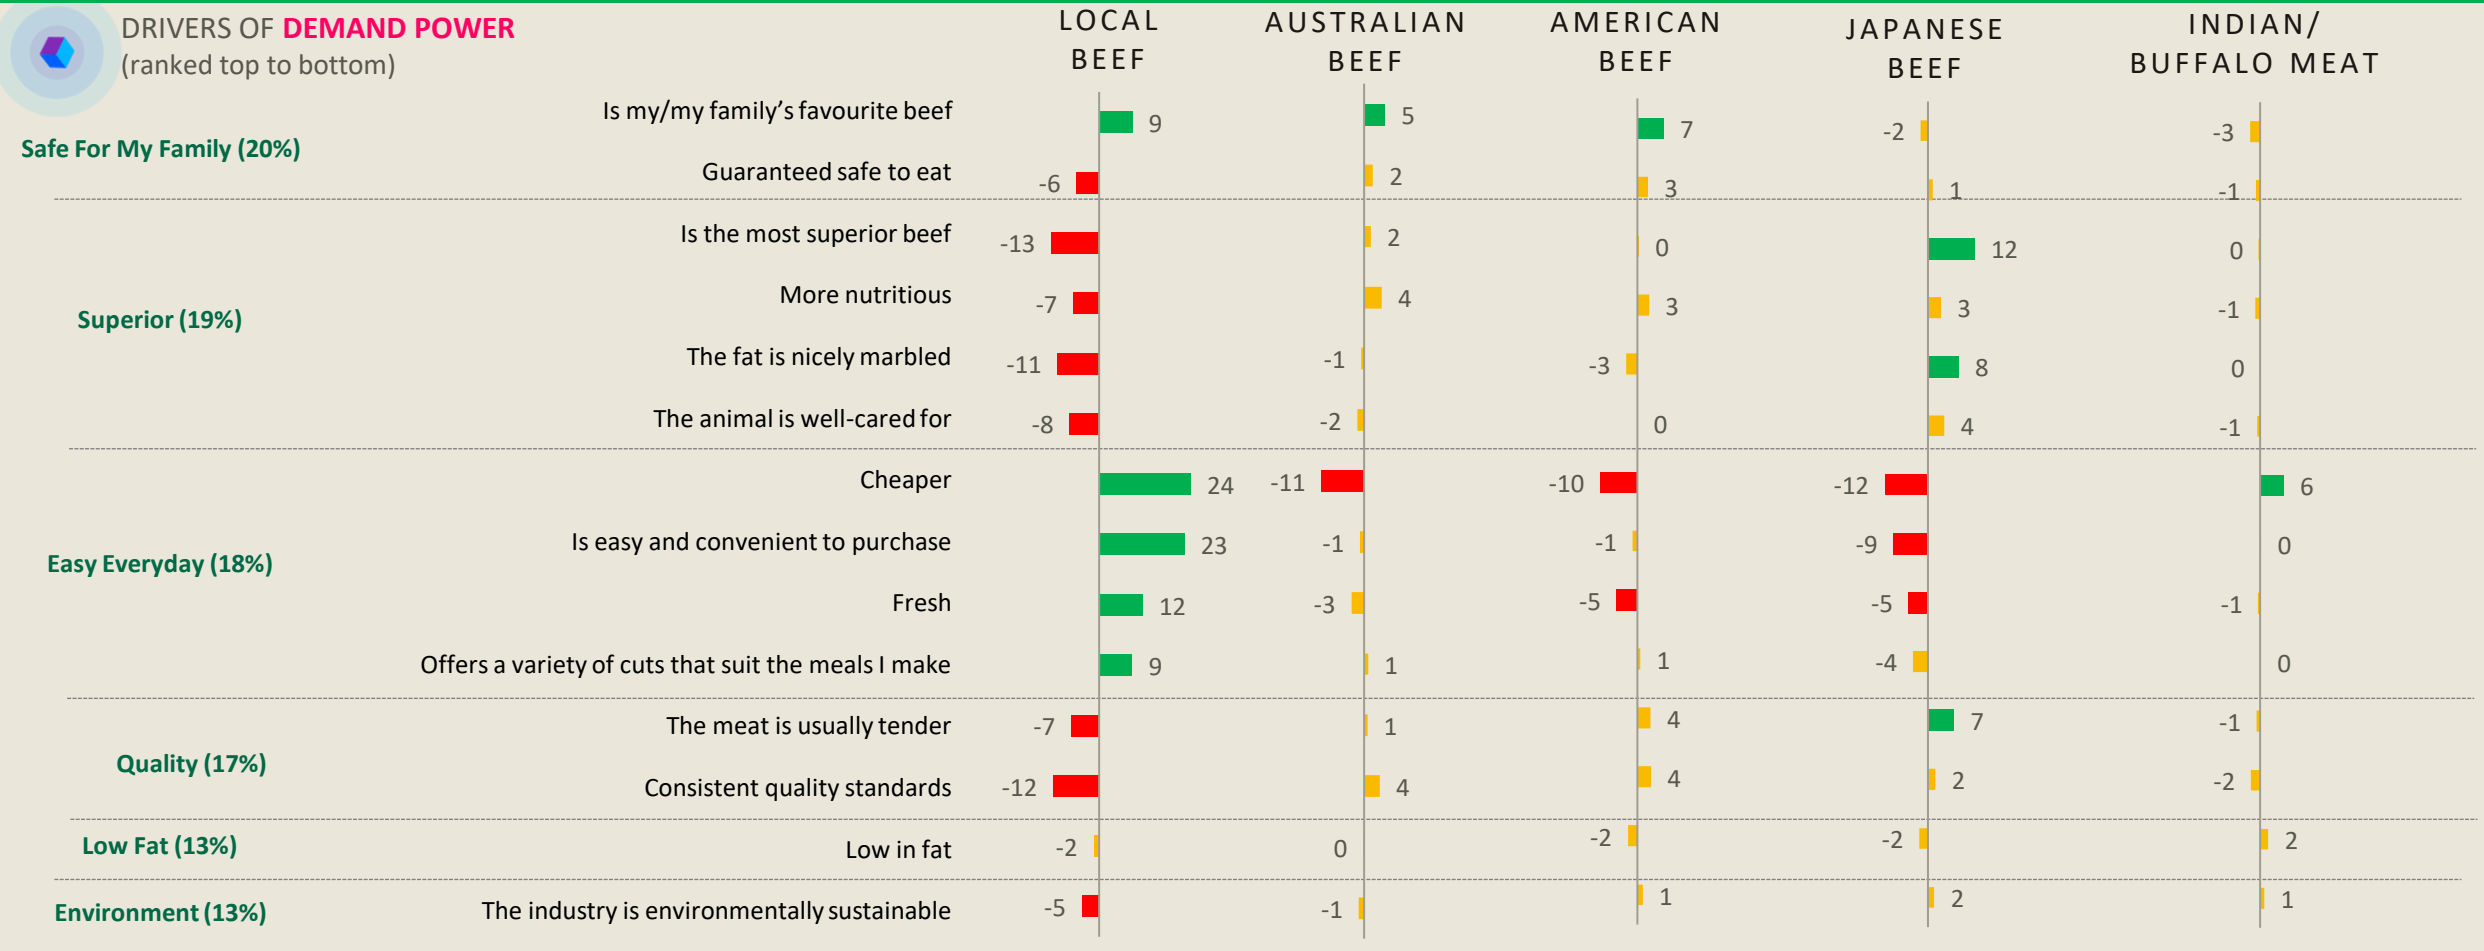 DRIVERS OF DEMAND POWER
(ranked top to bottom)
LOCAL
BEEF
AUSTRALIAN
BEEF
AMERICAN
BEEF
JAPANESE
BEEF
INDIAN/
BUFFALO MEAT
Safe For My Family (20%)
Is my/my family's favourite beef 9 5 7 -2 -3
Guaranteed safe to eat -6 2 3 1 -1
Superior (19%)
Is the most superior beef -13 2 0 12 0
More nutritious -7 4 3 3 -1
The fat is nicely marbled -11 -1 -3 8 0
The animal is well-cared for -8 -2 0 4 -1
Easy Everyday (18%)
Cheaper 24 -11 -10 -12 6
Is easy and convenient to purchase 23 -1 -1 -9 0
Fresh 12 -3 -5 -5 -1
Offers a variety of cuts that suit the meals I make 9 1 1 -4 0
Quality (17%)
The meat is usually tender -7 1 4 7 -1
Consistent quality standards -12 4 4 2 -2
Low Fat (13%)
Low in fat -2 0 -2 -2 2
Environment (13%)
The industry is environmentally sustainable -5 -1 1 2 1